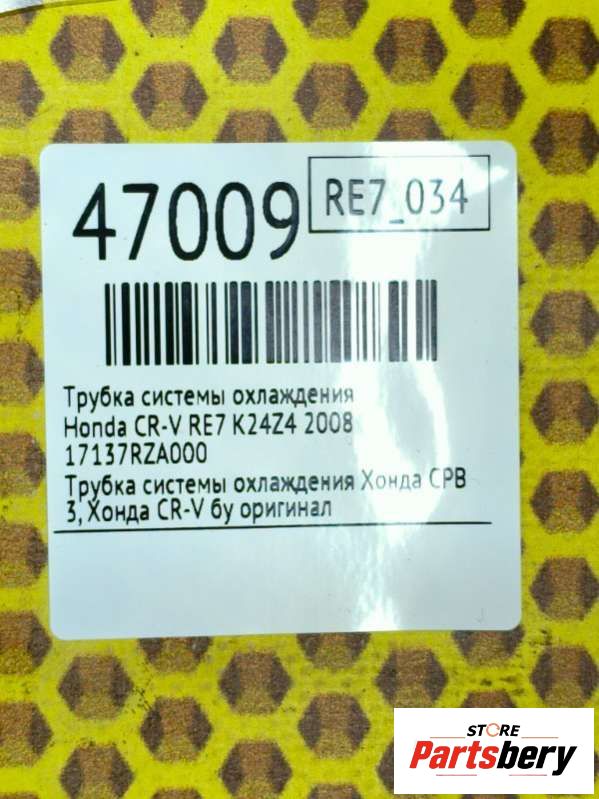 47009
RE7_034
Трубка системы охлаждения
Honda CR-V RE7 K24Z4 2008
17137RZA000
Трубка системы охлаждения Хонда СРВ
3, Хонда CR-V бу оригинал
STORE
Partsbery